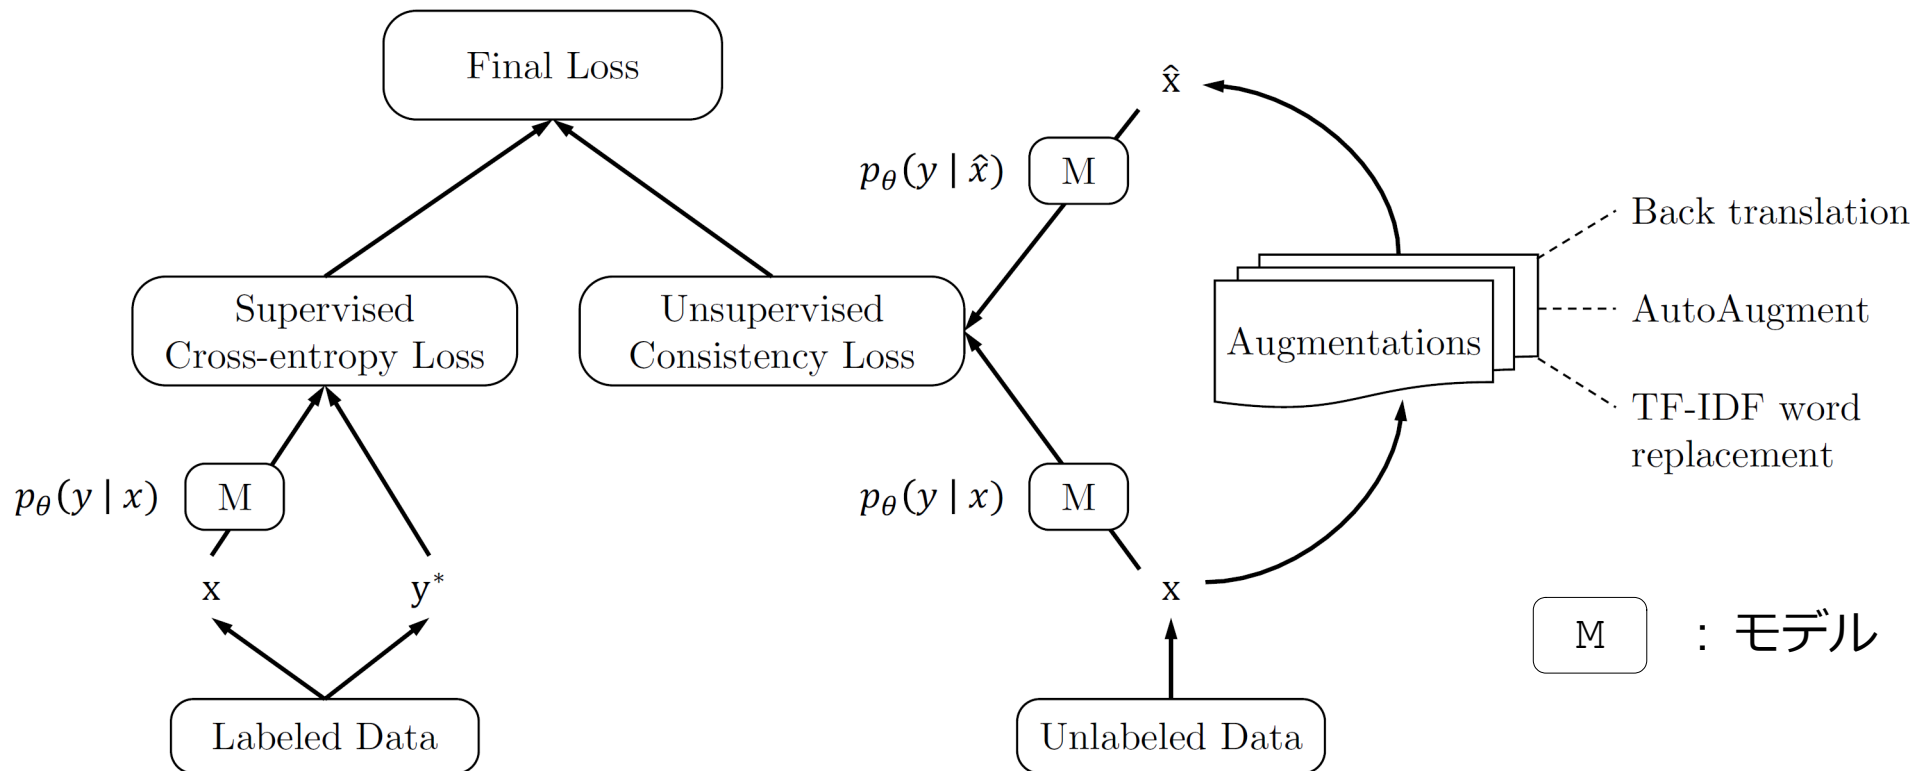 Final Loss
x̂
p_θ(y | x̂)
M
Back translation
Supervised
Cross-entropy Loss
Unsupervised
Consistency Loss
Augmentations
AutoAugment
TF-IDF word
replacement
p_θ(y | x)
M
p_θ(y | x)
M
x
y*
x
M : モデル
Labeled Data
Unlabeled Data